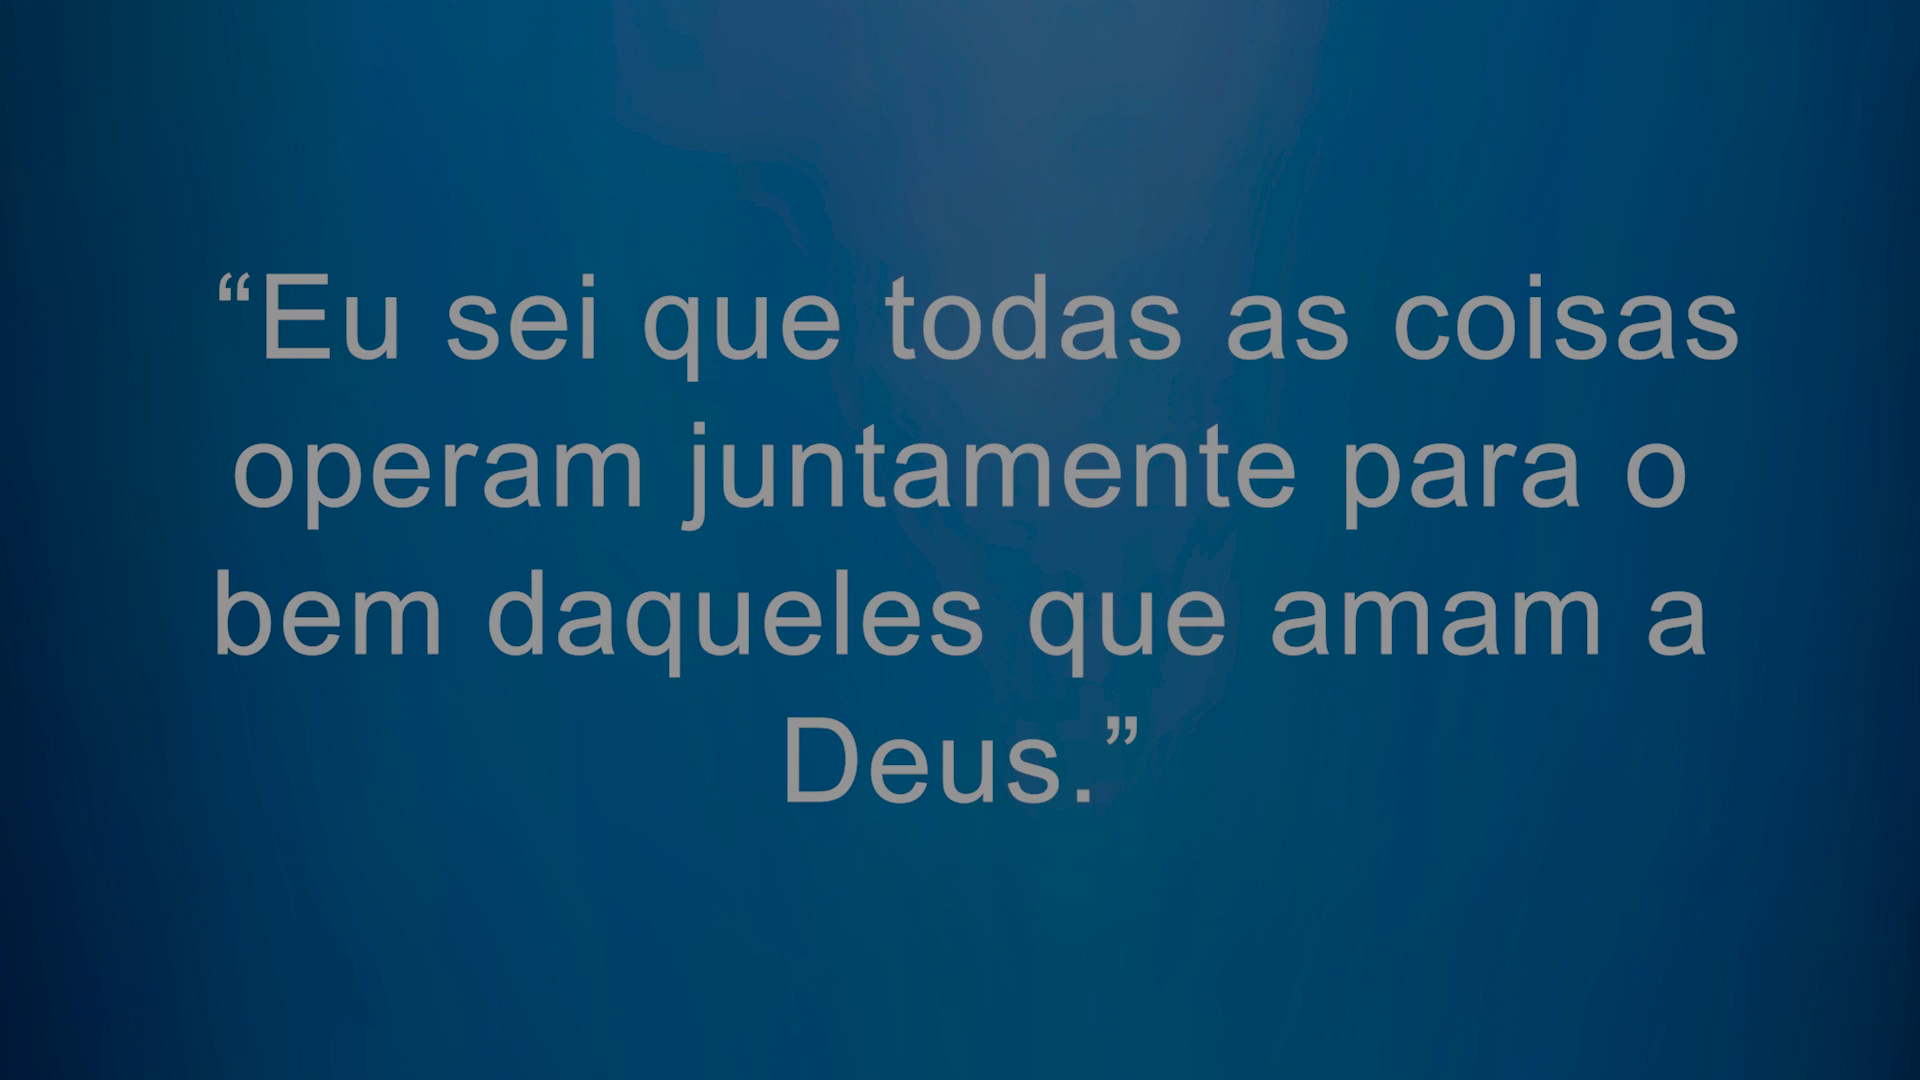 “Eu sei que todas as coisas
operam juntamente para o
bem daqueles que amam a
Deus.”